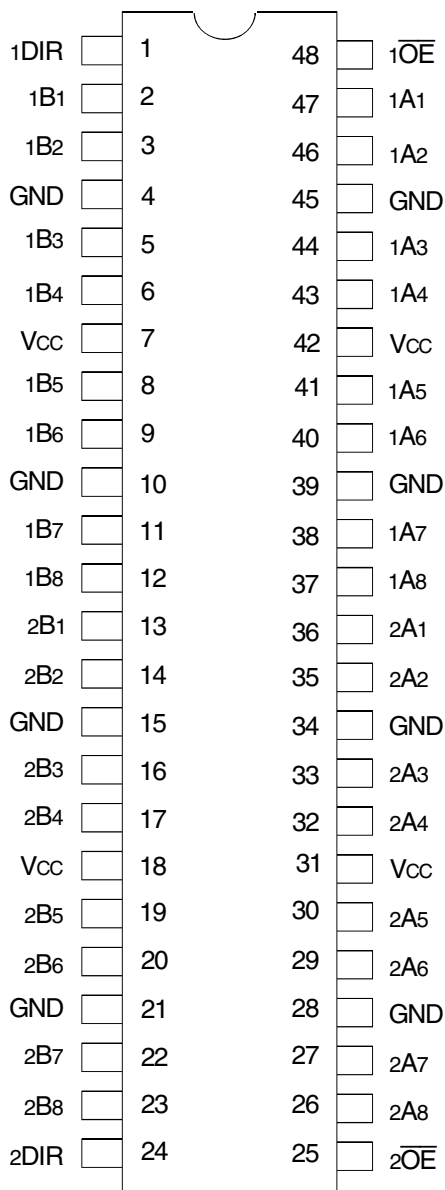 1DIR 1 48 1O̅E̅
1B1 2 47 1A1
1B2 3 46 1A2
GND 4 45 GND
1B3 5 44 1A3
1B4 6 43 1A4
VCC 7 42 VCC
1B5 8 41 1A5
1B6 9 40 1A6
GND 10 39 GND
1B7 11 38 1A7
1B8 12 37 1A8
2B1 13 36 2A1
2B2 14 35 2A2
GND 15 34 GND
2B3 16 33 2A3
2B4 17 32 2A4
VCC 18 31 VCC
2B5 19 30 2A5
2B6 20 29 2A6
GND 21 28 GND
2B7 22 27 2A7
2B8 23 26 2A8
2DIR 24 25 2O̅E̅